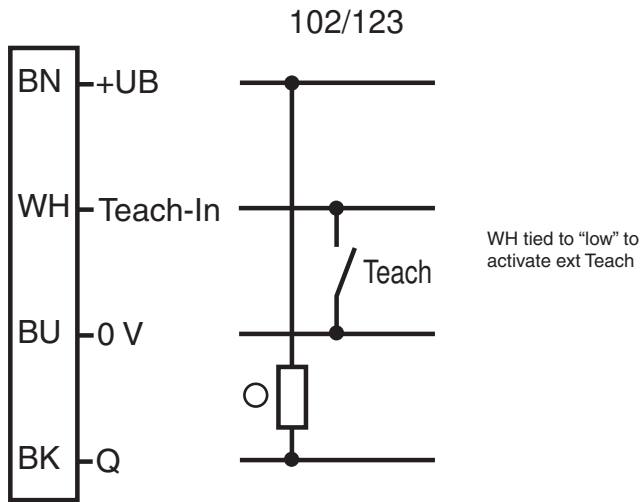 102/123
BN +UB
WH Teach-In
WH tied to “low” to
activate ext Teach
Teach
BU 0 V
BK Q